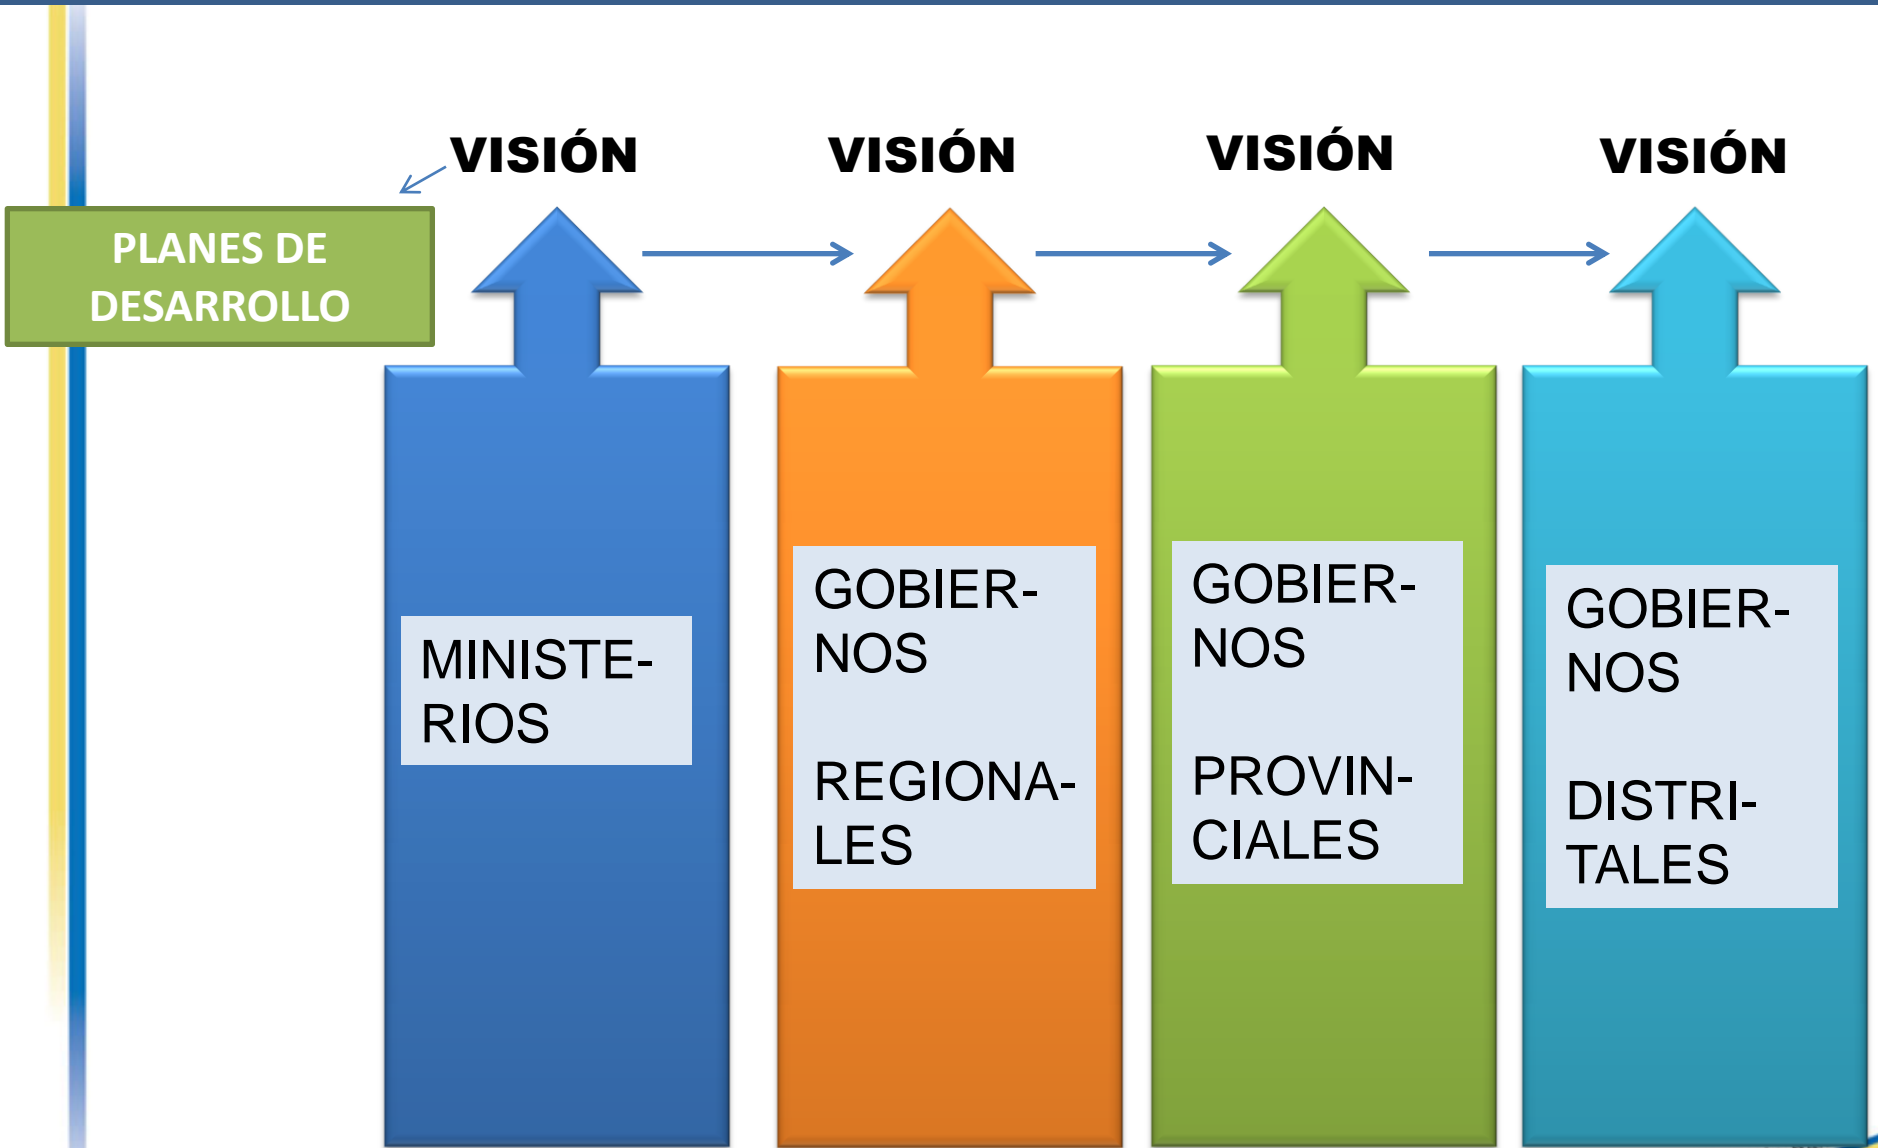 VISIÓN
VISIÓN
VISIÓN
VISIÓN
PLANES DE
DESARROLLO
MINISTE-
RIOS
GOBIER-
NOS
REGIONA-
LES
GOBIER-
NOS
PROVIN-
CIALES
GOBIER-
NOS
DISTRI-
TALES